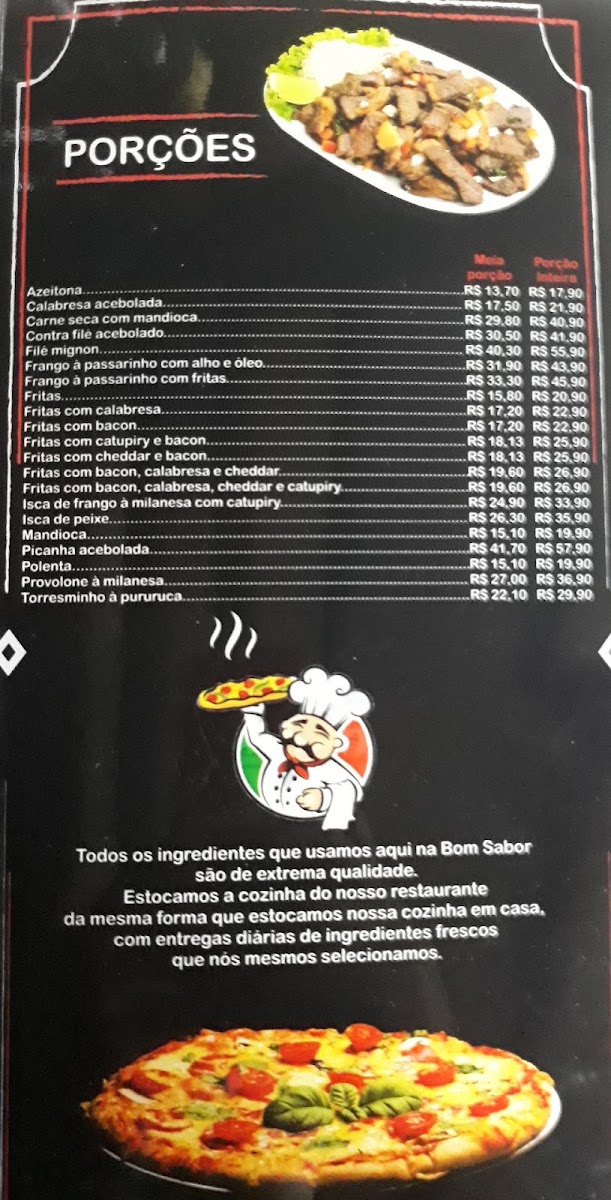 PORÇÕES
Meia Porção
porção Inteira
Azeitona....................R$ 13,70 R$ 17,90
Calabresa acebolada....................R$ 17,50 R$ 21,90
Carne seca com mandioca....................R$ 29,80 R$ 40,90
Contra filé acebolado....................R$ 30,50 R$ 41,90
Filé mignon....................R$ 40,30 R$ 55,90
Frango à passarinho com alho e óleo....................R$ 31,90 R$ 43,90
Frango à passarinho com fritas....................R$ 33,30 R$ 45,90
Fritas....................R$ 15,80 R$ 20,90
Fritas com calabresa....................R$ 17,20 R$ 22,90
Fritas com bacon....................R$ 17,20 R$ 22,90
Fritas com catupiry e bacon....................R$ 18,13 R$ 25,90
Fritas com cheddar e bacon....................R$ 18,13 R$ 25,90
Fritas com bacon, calabresa e cheddar....................R$ 19,60 R$ 26,90
Fritas com bacon, calabresa, cheddar e catupiry....................R$ 19,60 R$ 26,90
Isca de frango à milanesa com catupiry....................R$ 24,90 R$ 33,90
Isca de peixe....................R$ 26,30 R$ 35,90
Mandioca....................R$ 15,10 R$ 19,90
Picanha acebolada....................R$ 41,70 R$ 57,90
Polenta....................R$ 15,10 R$ 19,90
Provolone à milanesa....................R$ 27,00 R$ 36,90
Torresminho à pururuca....................R$ 22,10 R$ 29,90
Todos os ingredientes que usamos aqui na Bom Sabor
são de extrema qualidade.
Estocamos a cozinha do nosso restaurante
da mesma forma que estocamos nossa cozinha em casa,
com entregas diárias de ingredientes frescos
que nós mesmos selecionamos.